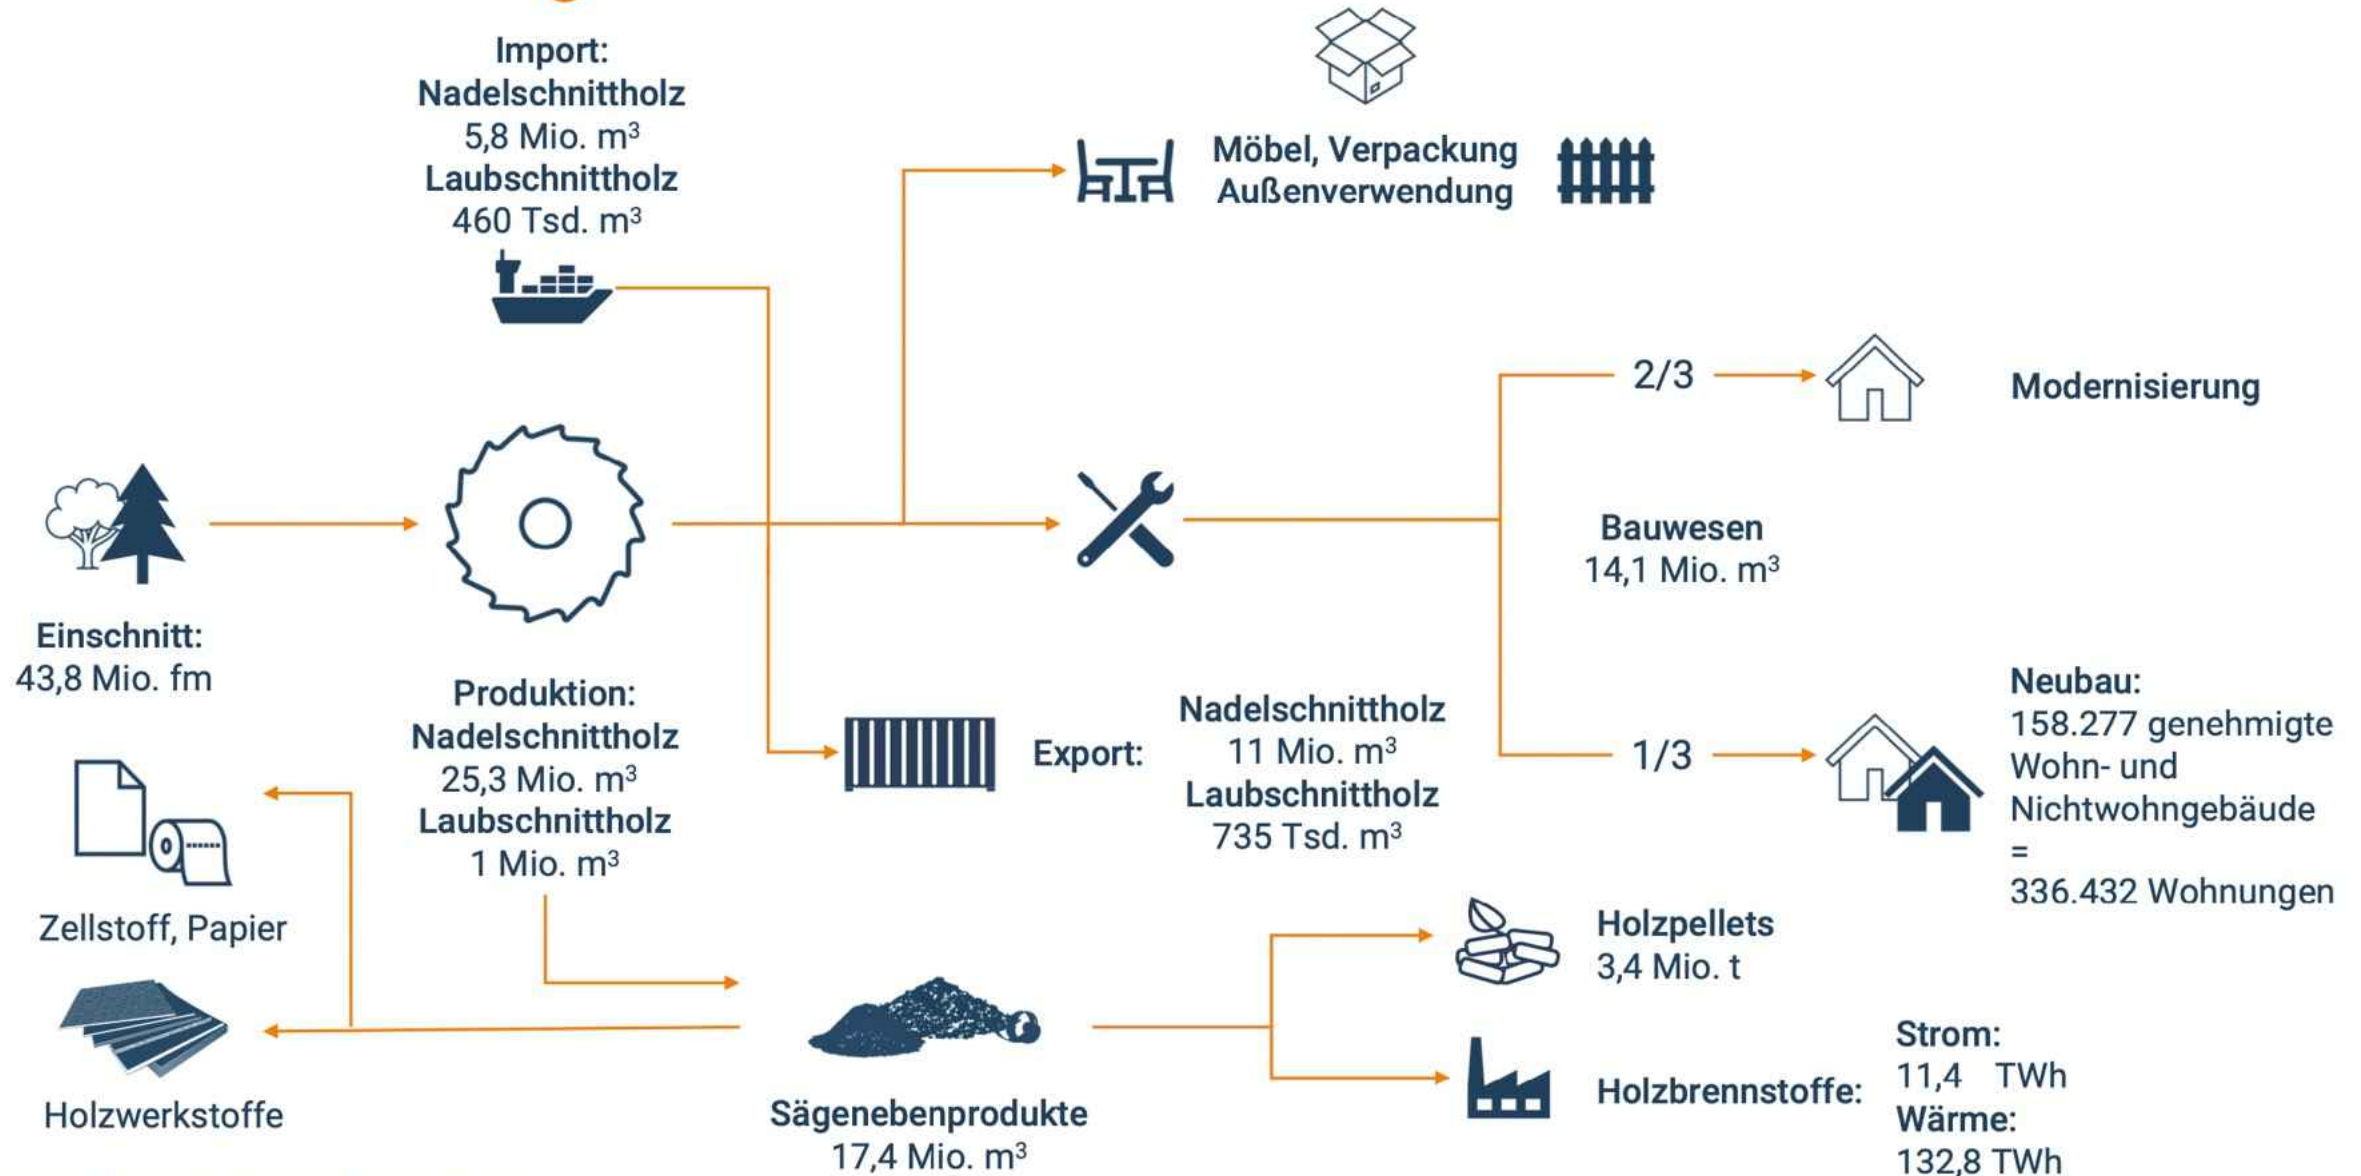 Import:
Nadelschnittholz
5,8 Mio. m³
Laubschnittholz
460 Tsd. m³
Möbel, Verpackung
Außenverwendung
2/3
Modernisierung
Bauwesen
14,1 Mio. m³
Einschnitt:
43,8 Mio. fm
Produktion:
Nadelschnittholz
25,3 Mio. m³
Laubschnittholz
1 Mio. m³
Export:
Nadelschnittholz
11 Mio. m³
Laubschnittholz
735 Tsd. m³
1/3
Neubau:
158.277 genehmigte
Wohn- und
Nichtwohngebäude
=
336.432 Wohnungen
Zellstoff, Papier
Holzwerkstoffe
Sägenebenprodukte
17,4 Mio. m³
Holzpellets
3,4 Mio. t
Holzbrennstoffe:
Strom:
11,4 TWh
Wärme:
132,8 TWh